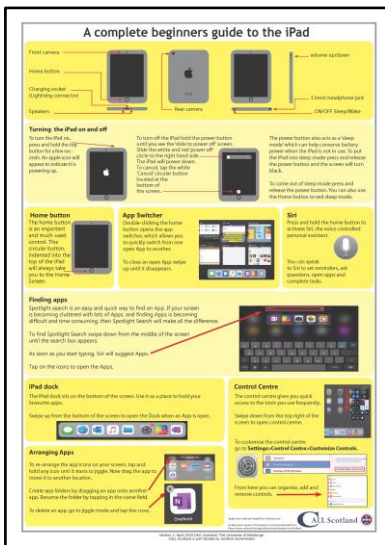 A complete beginners guide to the iPad
Front camera
Home button
Charging socket
(Lightning connector)
Speakers
Rear camera
volume up/down
3.5mm headphone jack
ON/OFF Sleep/Wake
Turning the iPad on and off
To turn the iPad on,
press and hold the top
button for a few sec-
onds. An apple icon will
appear to indicate it is
powering up.
To turn off the iPad hold the power button
until you see the 'slide to power off' screen.
Slide the white and red 'power off'
circle to the right hand side.
The iPad will power down.
To cancel, tap the white
'Cancel' circular button
located at the
bottom of the
screen.
The power button also acts as a 'sleep
mode' which can help conserve battery
power when the iPad is not in use. To put
the iPad into sleep mode press and release
the power button and the screen will turn
black.
To come out of sleep mode press and
release the power button. You can also use
the Home button to exit sleep mode.
Home button
The home button
is an important
and much-used
control. This
circular button,
indented into the
top of the iPad
will always take
you to the Home
Screen.
App Switcher
Double-clicking the home
button opens the app
switcher, which allows you
to quickly switch from one
open App to another.
To close an open App swipe
up until it disappears.
Siri
Press and hold the home button to
activate Siri, the voice controlled
personal assistant.
You can speak
to Siri to set reminders, ask
questions, open apps and
complete tasks.
Finding apps
Spotlight search is an easy and quick way to find an App. If your screen
is becoming cluttered with lots of Apps, and finding Apps is becoming
difficult and time consuming, then Spotlight Search will make all the difference.
To find Spotlight Search swipe down from the middle of the screen
until the search box appears.
As soon as you start typing, Siri will suggest Apps.
Tap on the icons to open the Apps.
iPad dock
The iPad dock sits on the bottom of the screen. Use it as a place to hold your
favourite apps.
Swipe up from the bottom of the screen to open the Dock when an App is open.
Control Centre
The control centre gives you quick
access to the tools you use frequently.
Swipe down from the top right of the
screen to open control centre.
To customise the control centre
go to Settings>Control Centre>Customize Controls.
From here you can organise, add and
remove controls.
Arranging Apps
To re-arrange the app icons on your screen, tap and
hold any icon until it starts to jiggle. Now drag the app to
move it to another location.
Create app folders by dragging an app onto another
app. Rename the folder by tapping in the name field.
To delete an app, go to jiggle mode and tap the cross.
OneNote
CALL Scotland
Version 1, April 2019 CALL Scotland, The University of Edinburgh
CALL Scotland is part funded by Scottish Government